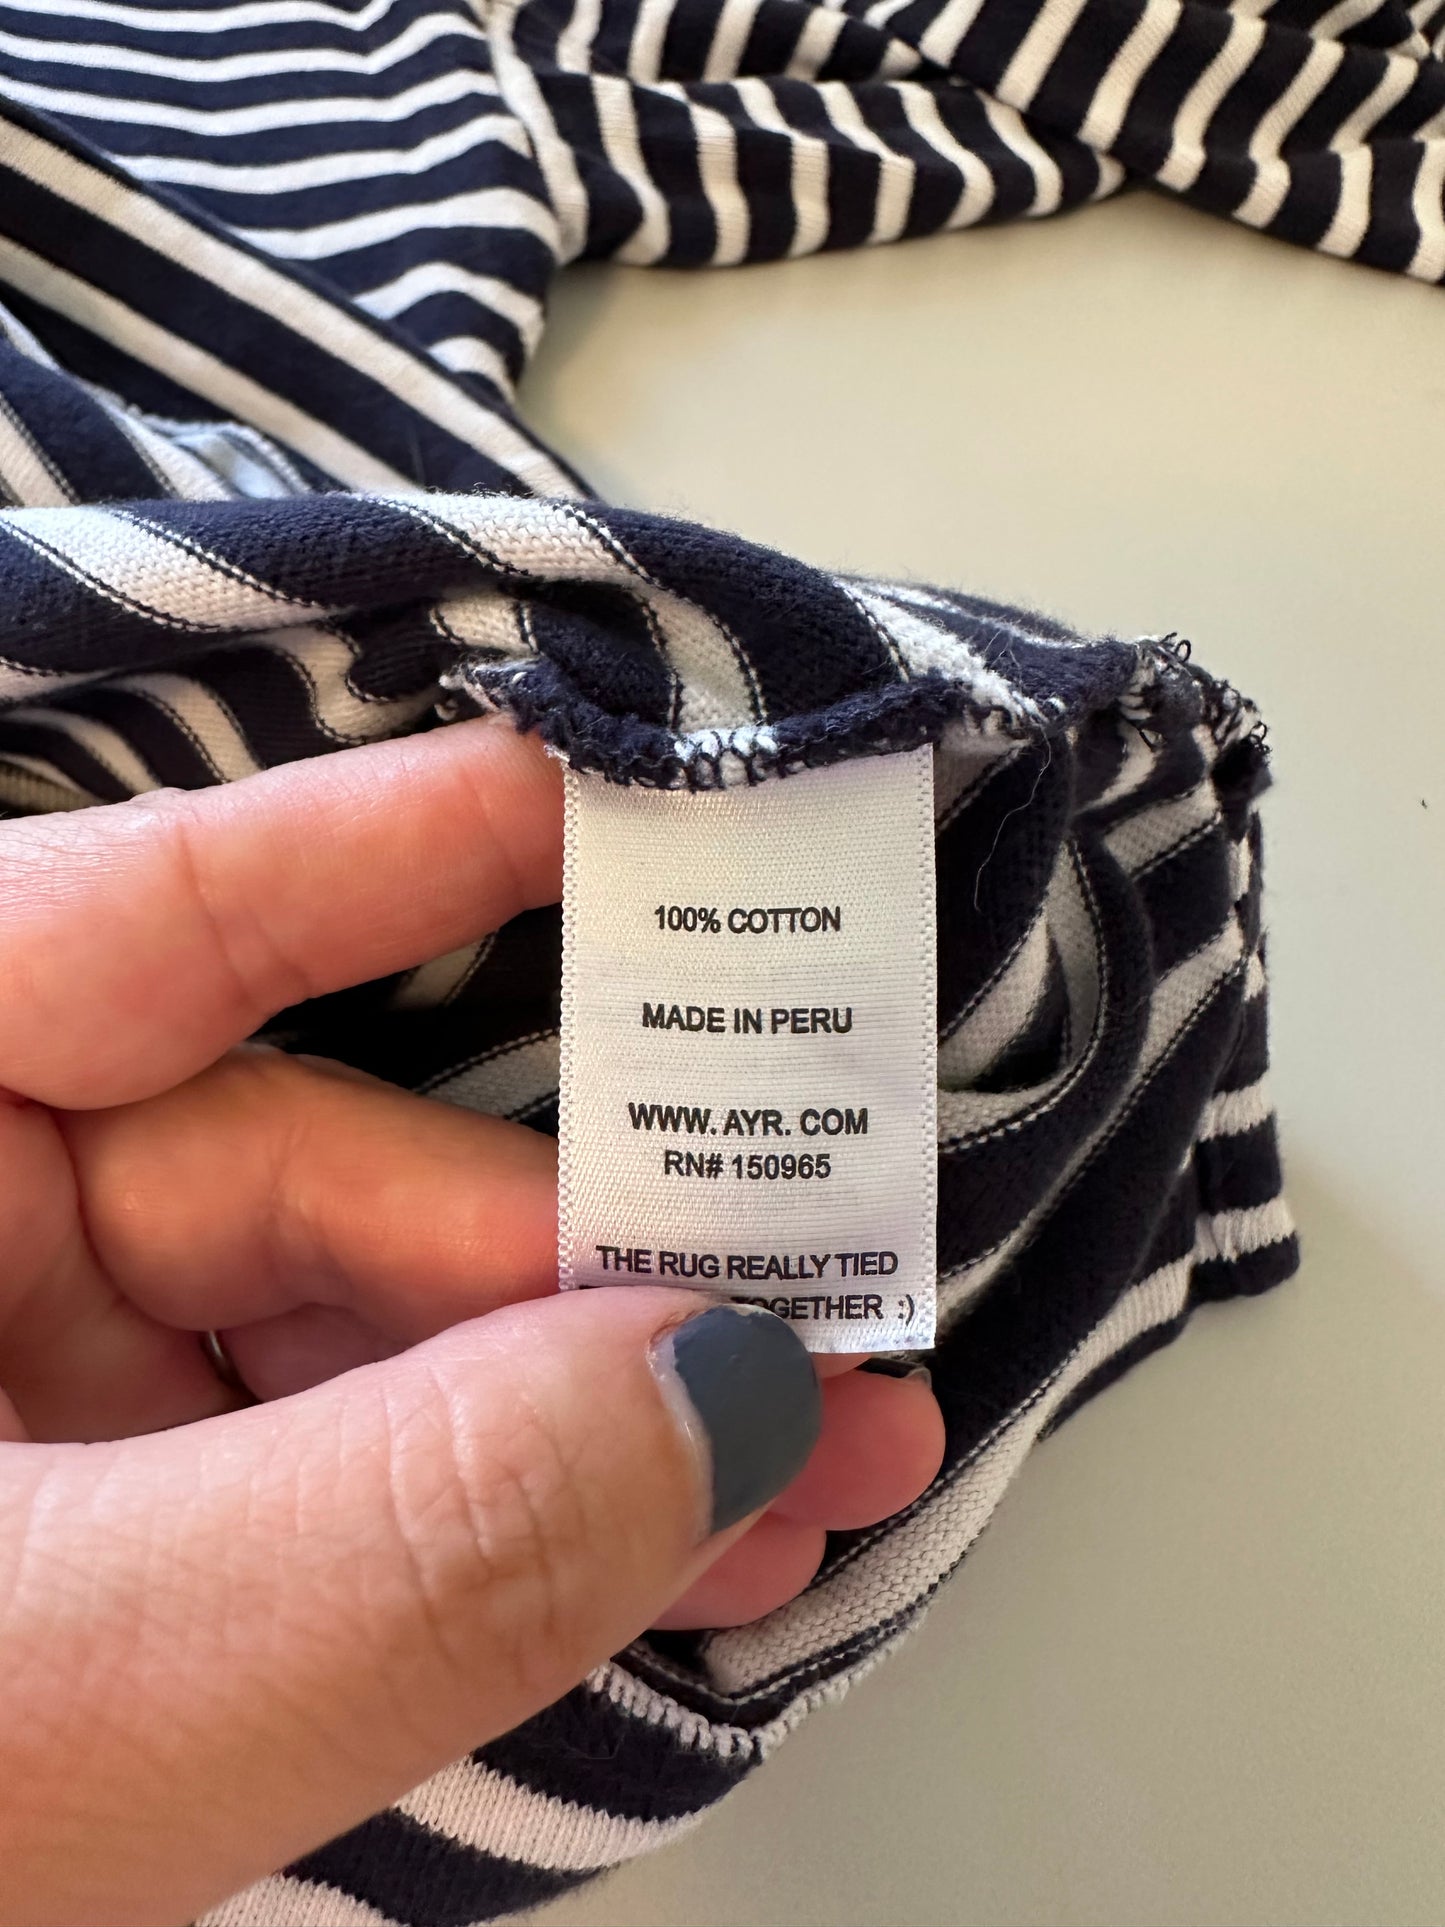 100% COTTON
MADE IN PERU
WWW. AYR. COM
RN# 150965
THE RUG REALLY TIED
TOGETHER :)